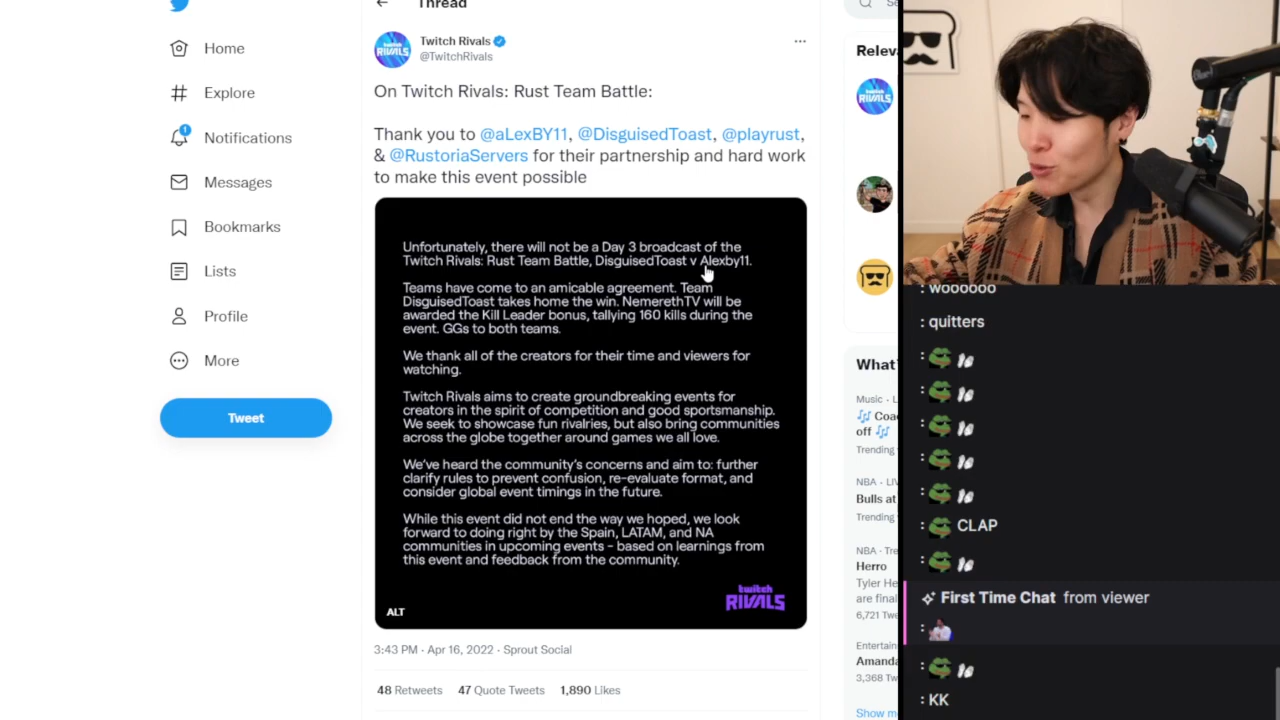 Thread
Twitch Rivals
@TwitchRivals
On Twitch Rivals: Rust Team Battle:
Thank you to @aLexBY11, @DisguisedToast, @playrust,
& @RustoriaServers for their partnership and hard work
to make this event possible
Unfortunately, there will not be a Day 3 broadcast of the
Twitch Rivals: Rust Team Battle, DisguisedToast v Alexby11.
Teams have come to an amicable agreement. Team
DisguisedToast takes home the win. NemerethTV will be
awarded the Kill Leader bonus, tallying 160 kills during the
event. GGs to both teams.
We thank all of the creators for their time and viewers for
watching.
Twitch Rivals aims to create groundbreaking events for
creators in the spirit of competition and good sportsmanship.
We seek to showcase fun rivalries, but also bring communities
across the globe together around games we all love.
We've heard the community's concerns and aim to: further
clarify rules to prevent confusion, re-evaluate format, and
consider global event timings in the future.
While this event did not end the way we hoped, we look
forward to doing right by the Spain, LATAM, and NA
communities in upcoming events - based on learnings from
this event and feedback from the community.
twitch
RIVALS
ALT
3:43 PM · Apr 16, 2022 · Sprout Social
48 Retweets 47 Quote Tweets 1,890 Likes
Home
Explore
1
Notifications
Messages
Bookmarks
Lists
Profile
More
Tweet
Se
Relev
What'
Music · L
Coa
off
Trending
NBA · LIV
Bulls at
Trending
NBA · Tre
Herro
Tyler He
are final
6,721 Twe
Entertain
Amanda
3,368 Twe
Show m
: woooooo
: quitters
:
:
:
:
:
: CLAP
:
First Time Chat from viewer
:
:
: KK